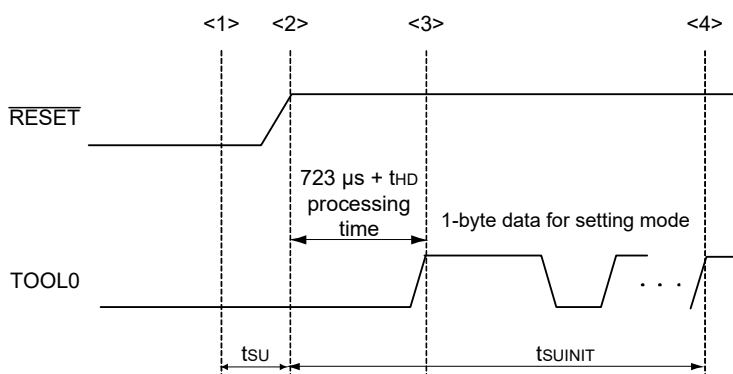 <1> <2> <3> <4>
RESET
723 µs + tHD
processing
time
1-byte data for setting mode
TOOL0
. . .
tSU tSUINIT